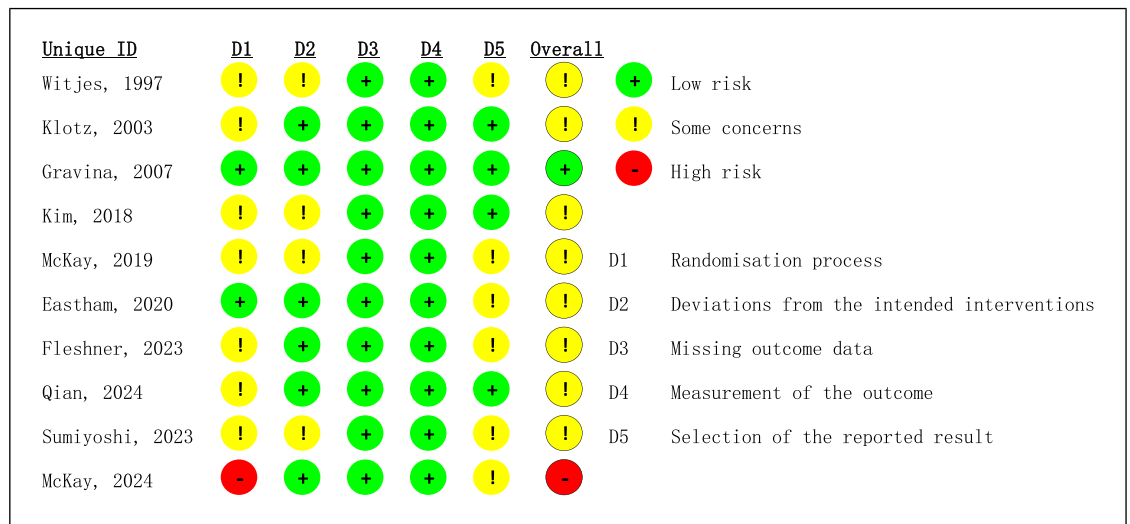 Unique ID D1 D2 D3 D4 D5 Overall
Witjes, 1997 ! ! + + ! ! + Low risk
Klotz, 2003 ! + + + + ! ! Some concerns
Gravina, 2007 + + + + + + - High risk
Kim, 2018 ! ! + + + !
McKay, 2019 ! ! + + ! ! D1 Randomisation process
Eastham, 2020 + + + + ! ! D2 Deviations from the intended interventions
Fleshner, 2023 ! + + + ! ! D3 Missing outcome data
Qian, 2024 ! + + + + ! D4 Measurement of the outcome
Sumiyoshi, 2023 ! ! + + ! ! D5 Selection of the reported result
McKay, 2024 - + + + ! -